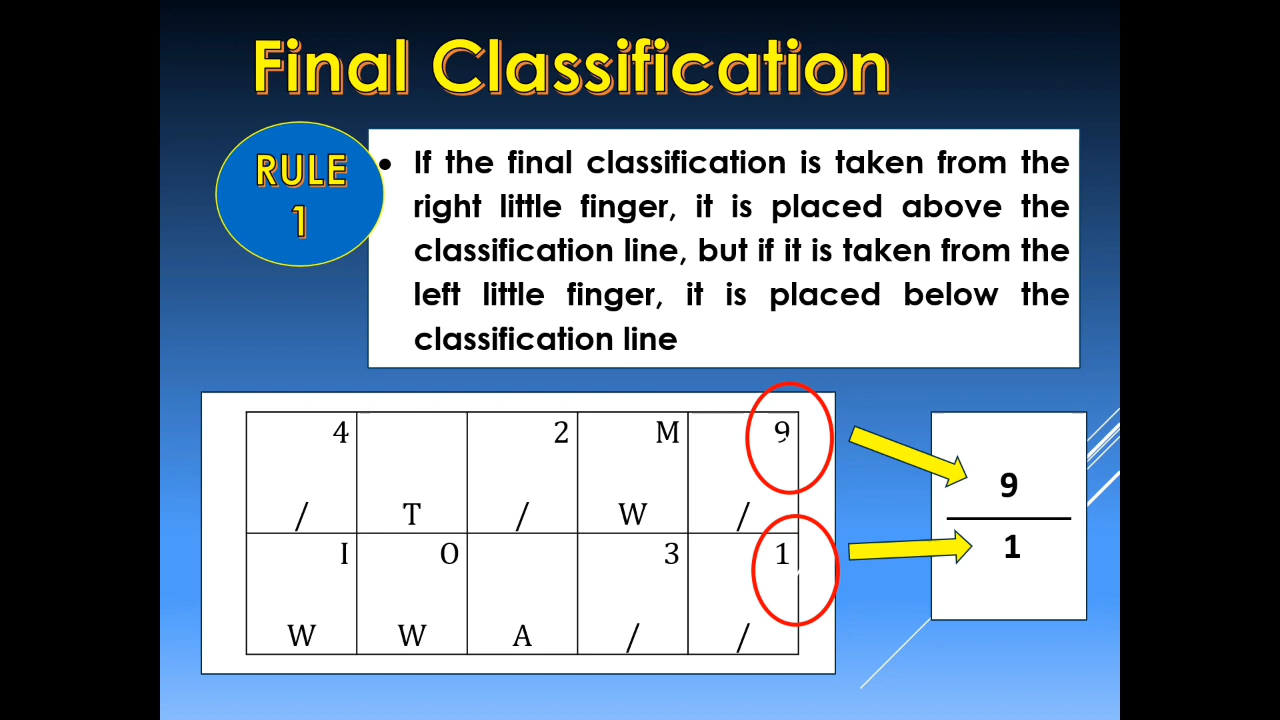 Final Classification
RULE
1
• If the final classification is taken from the
right little finger, it is placed above the
classification line, but if it is taken from the
left little finger, it is placed below the
classification line
4 2 M 9
/ T / W /
I O 3 1
W W A / /
9
1